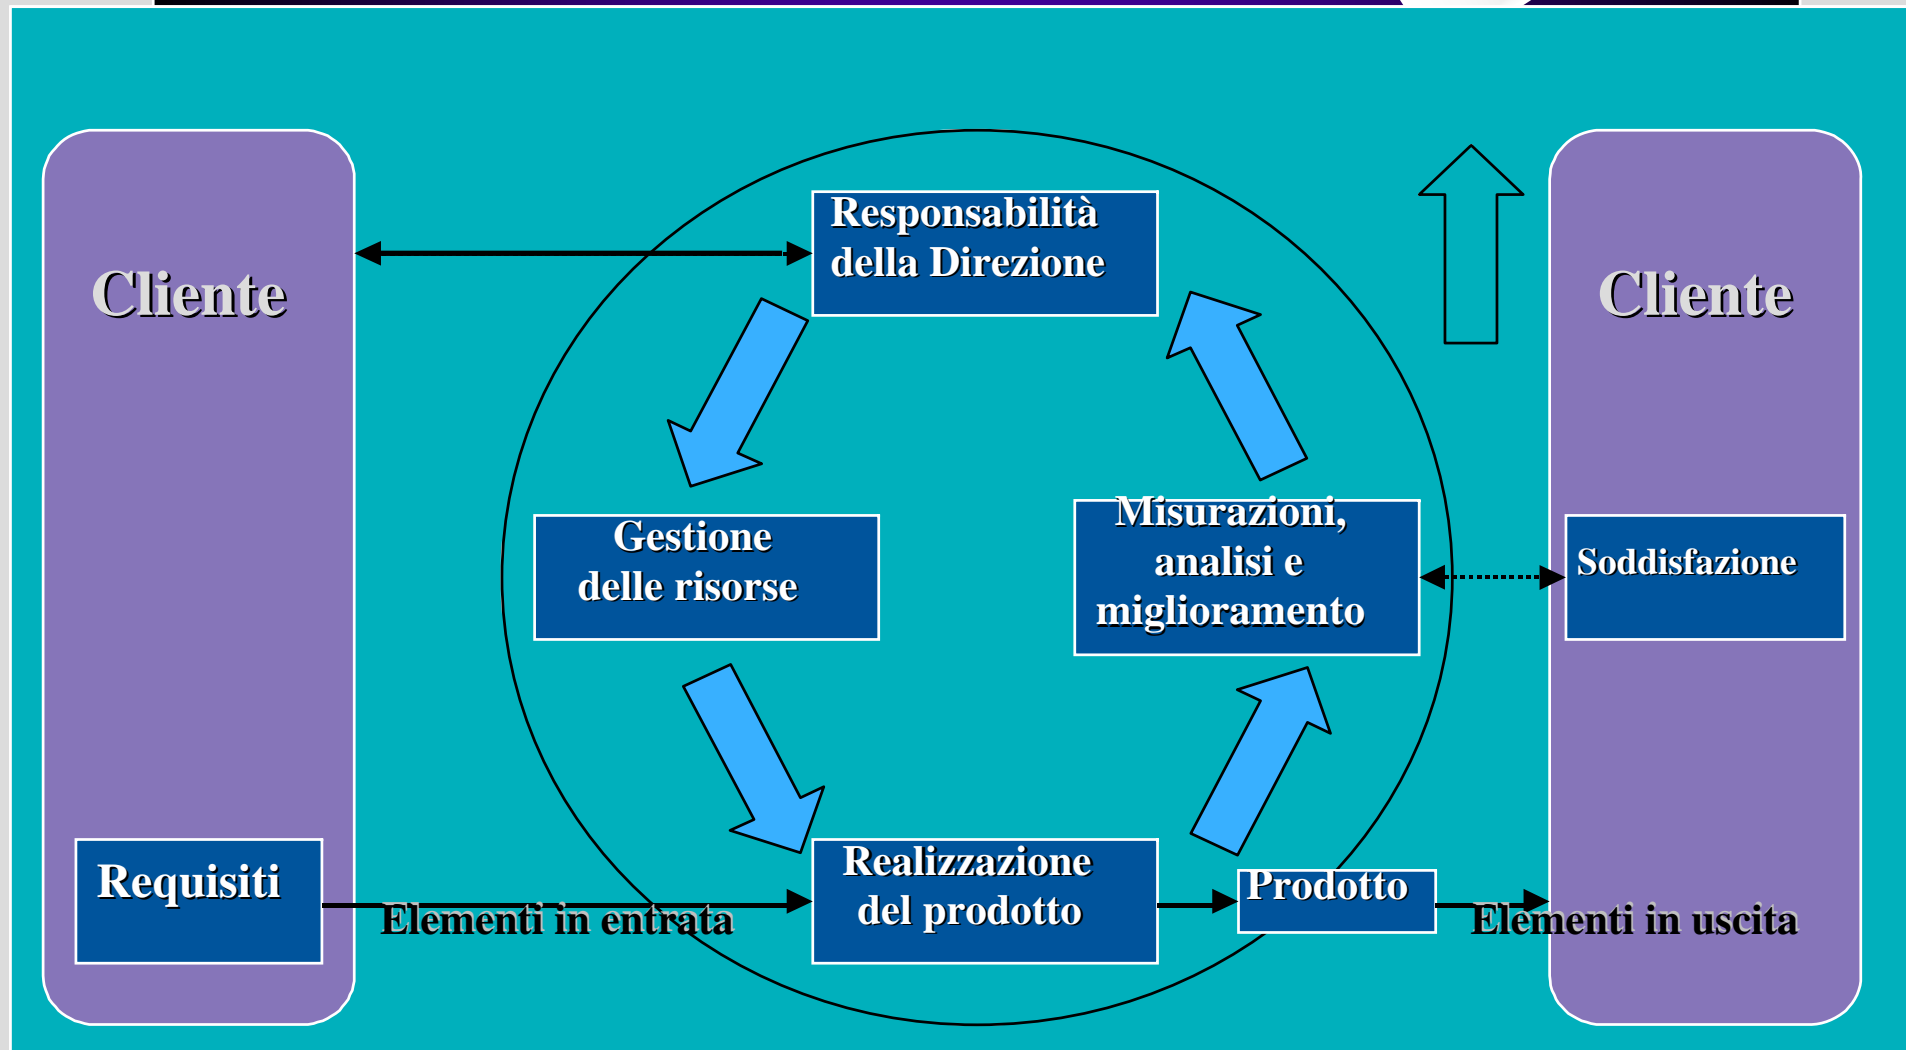 Responsabilità
della Direzione
Cliente
Cliente
Gestione
delle risorse
Misurazioni,
analisi e
miglioramento
Soddisfazione
Requisiti
Elementi in entrata
Realizzazione
del prodotto
Prodotto
Elementi in uscita